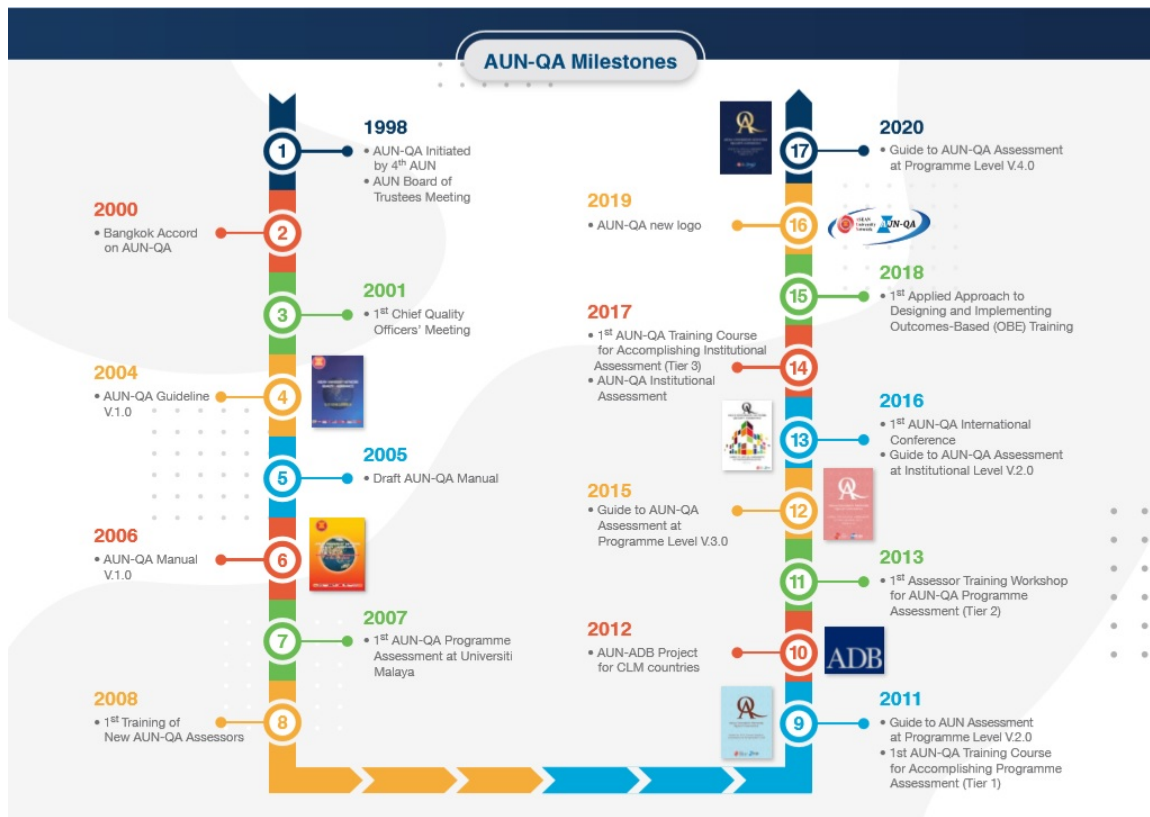 AUN-QA Milestones
1
1998
• AUN-QA Initiated
by 4th AUN
• AUN Board of
Trustees Meeting
2000
• Bangkok Accord
on AUN-QA
2
3
2001
• 1st Chief Quality
Officers' Meeting
2004
• AUN-QA Guideline
V.1.0
4
5
2005
• Draft AUN-QA Manual
2006
• AUN-QA Manual
V.1.0
6
7
2007
• 1st AUN-QA Programme
Assessment at Universiti
Malaya
2008
• 1st Training of
New AUN-QA Assessors
8
9
2011
• Guide to AUN Assessment
at Programme Level V.2.0
• 1st AUN-QA Training Course
for Accomplishing Programme
Assessment (Tier 1)
2012
• AUN-ADB Project
for CLM countries
10
ADB
11
2013
• 1st Assessor Training Workshop
for AUN-QA Programme
Assessment (Tier 2)
2015
• Guide to AUN-QA
Assessment at
Programme Level V.3.0
12
13
2016
• 1st AUN-QA International
Conference
• Guide to AUN-QA Assessment
at Institutional Level V.2.0
2017
• 1st AUN-QA Training Course
for Accomplishing Institutional
Assessment (Tier 3)
• AUN-QA Institutional
Assessment
14
15
2018
• 1st Applied Approach to
Designing and Implementing
Outcomes-Based (OBE) Training
2019
• AUN-QA new logo
16
ASEAN
University
Network
AUN-QA
17
2020
• Guide to AUN-QA Assessment
at Programme Level V.4.0